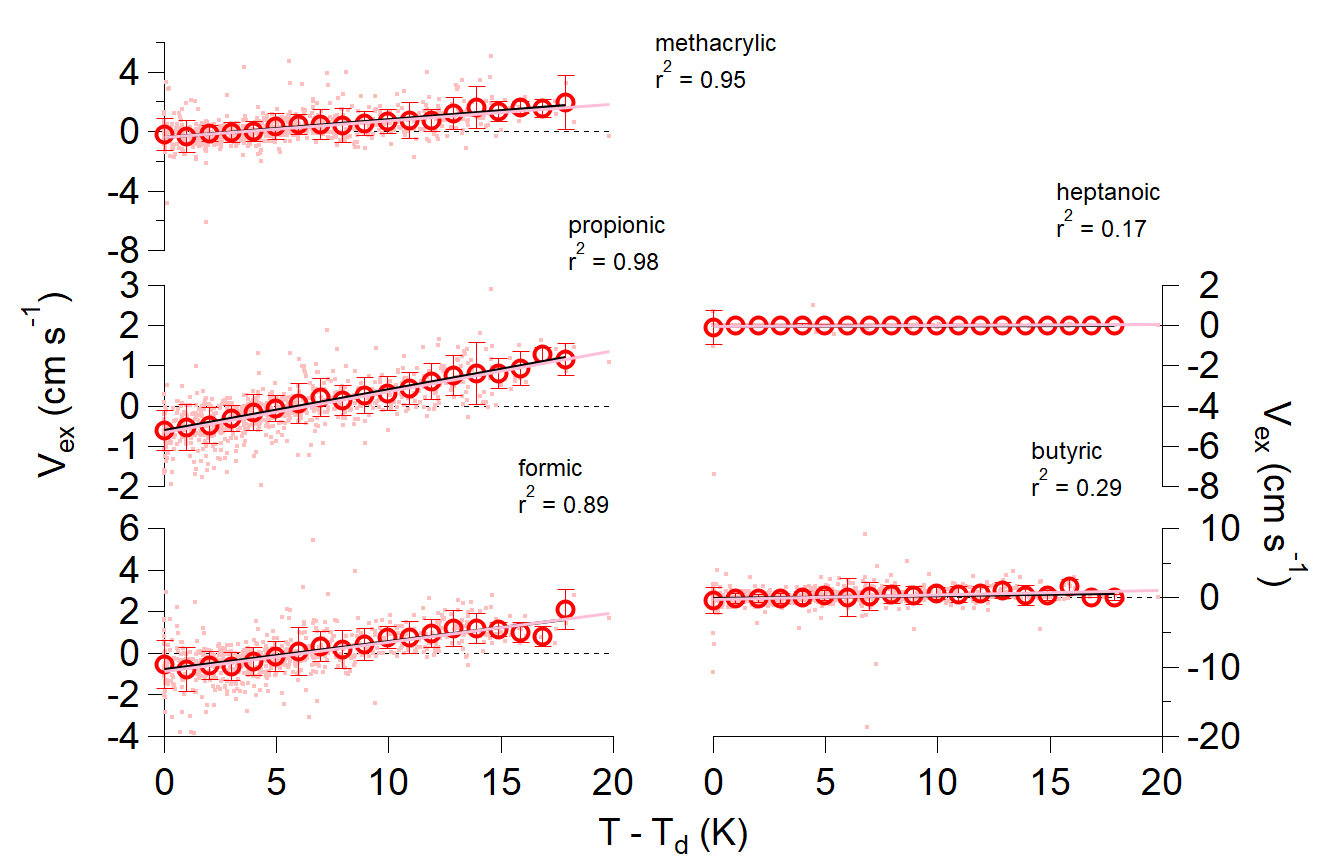 methacrylic
r² = 0.95
4
0
-4
-8
propionic
r² = 0.98
3
2
1
0
-1
-2
V_ex (cm s⁻¹)
formic
r² = 0.89
6
4
2
0
-2
-4
0 5 10 15 20
heptanoic
r² = 0.17
2
0
-2
-4
-6
-8
V_ex (cm s⁻¹)
butyric
r² = 0.29
10
0
-10
-20
0 5 10 15 20
T - T_d (K)